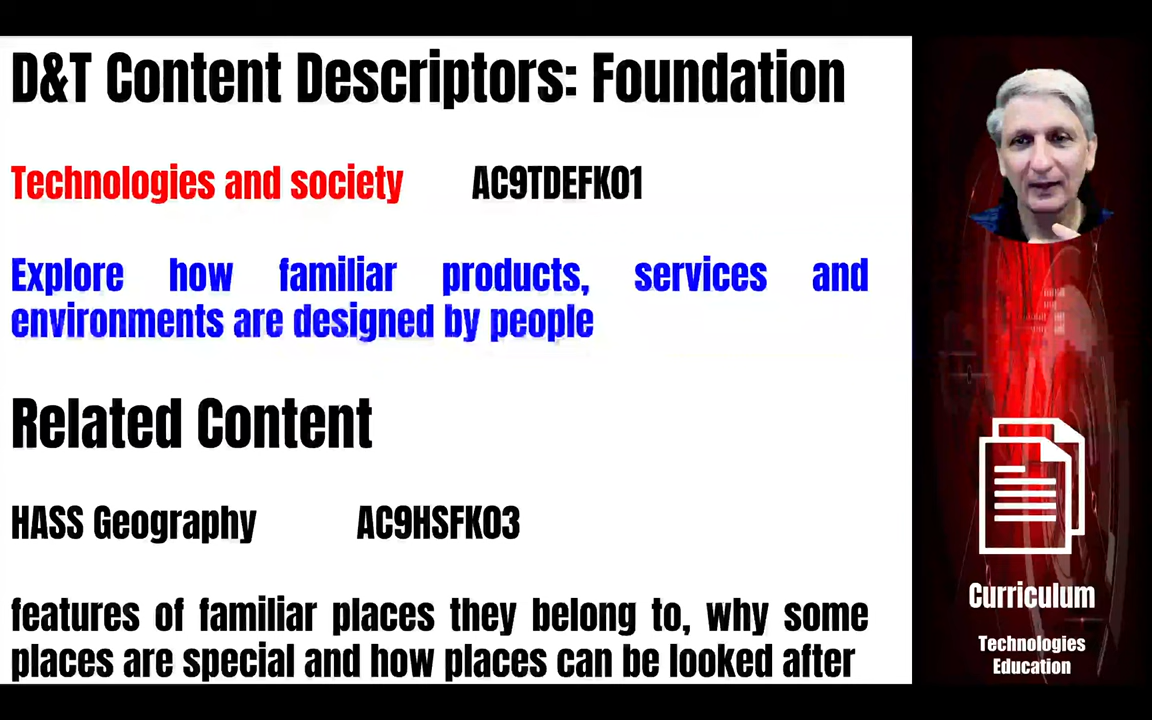 D&T Content Descriptors: Foundation
Technologies and society AC9TDEFK01
Explore how familiar products, services and
environments are designed by people
Related Content
HASS Geography AC9HSFK03
features of familiar places they belong to, why some
places are special and how places can be looked after
Curriculum
Technologies
Education